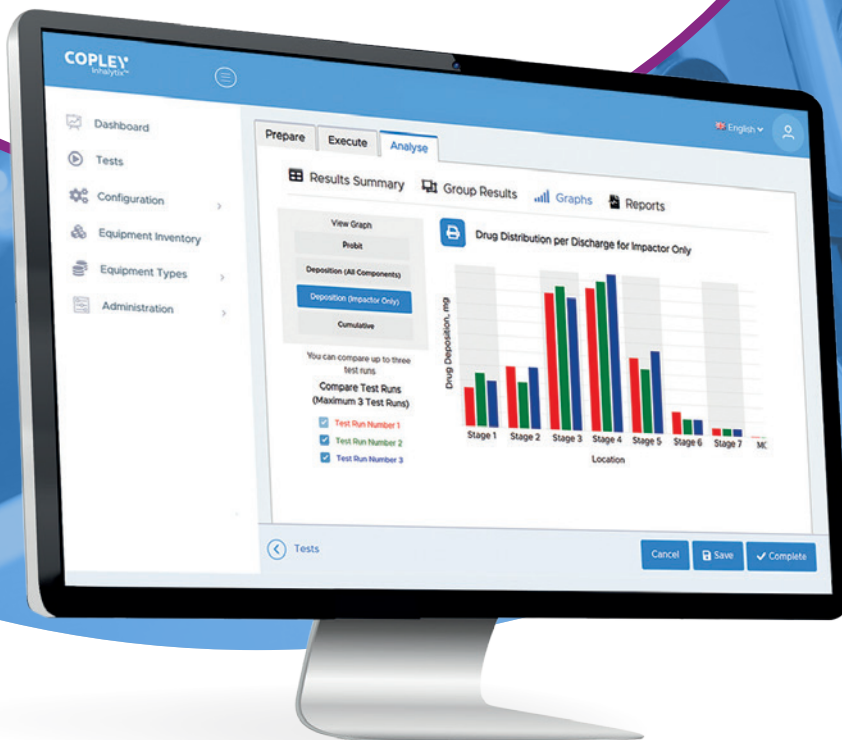 COPLEY
Inhalytix™
English
Dashboard
Tests
Configuration
Equipment Inventory
Equipment Types
Administration
Prepare
Execute
Analyse
Results Summary
Group Results
Graphs
Reports
View Graph
Probit
Deposition (All Components)
Deposition (Impactor Only)
Cumulative
You can compare up to three
test runs
Compare Test Runs
(Maximum 3 Test Runs)
Test Run Number 1
Test Run Number 2
Test Run Number 3
Drug Distribution per Discharge for Impactor Only
Drug Deposition, mg
Stage 1 Stage 2 Stage 3 Stage 4 Stage 5 Stage 6 Stage 7
Location
Tests
Cancel
Save
Complete